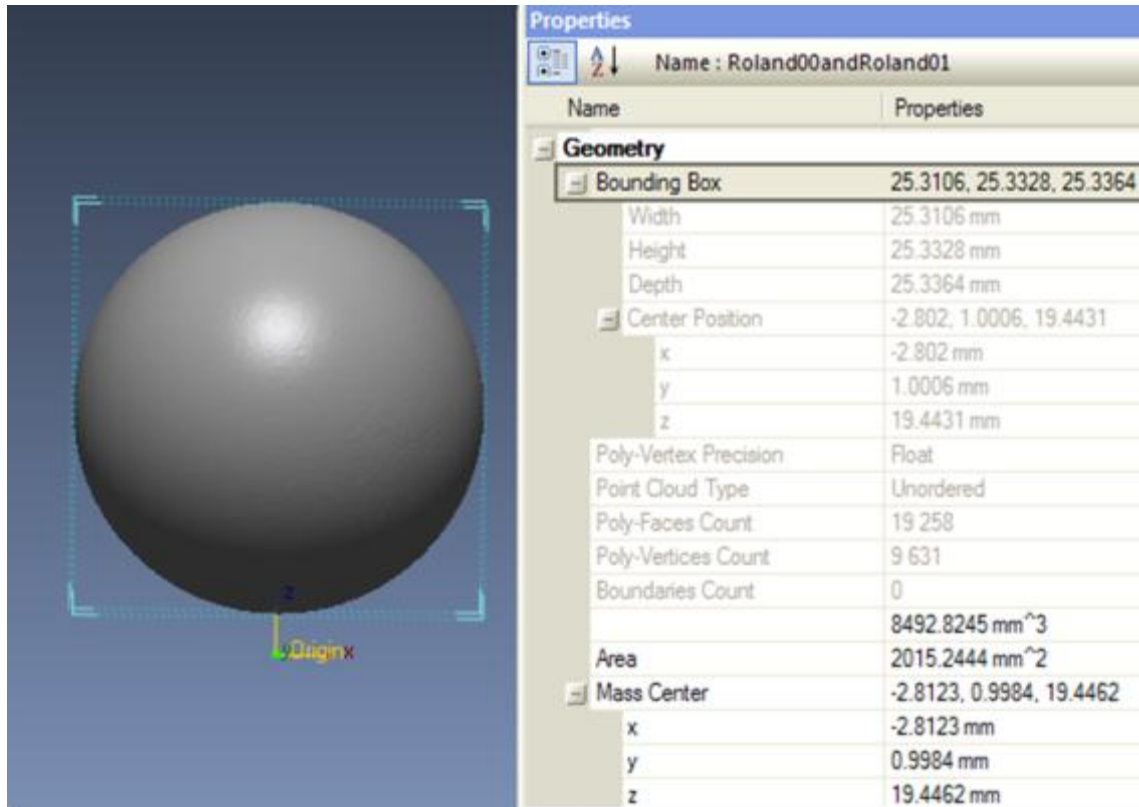 Properties
Name : Roland00andRoland01
Name Properties
Geometry
Bounding Box 25.3106, 25.3328, 25.3364
Width 25.3106 mm
Height 25.3328 mm
Depth 25.3364 mm
Center Position -2.802, 1.0006, 19.4431
x -2.802 mm
y 1.0006 mm
z 19.4431 mm
Poly-Vertex Precision Float
Point Cloud Type Unordered
Poly-Faces Count 19 258
Poly-Vertices Count 9 631
Boundaries Count 0
8492.8245 mm^3
Area 2015.2444 mm^2
Mass Center -2.8123, 0.9984, 19.4462
x -2.8123 mm
y 0.9984 mm
z 19.4462 mm
z
Originx